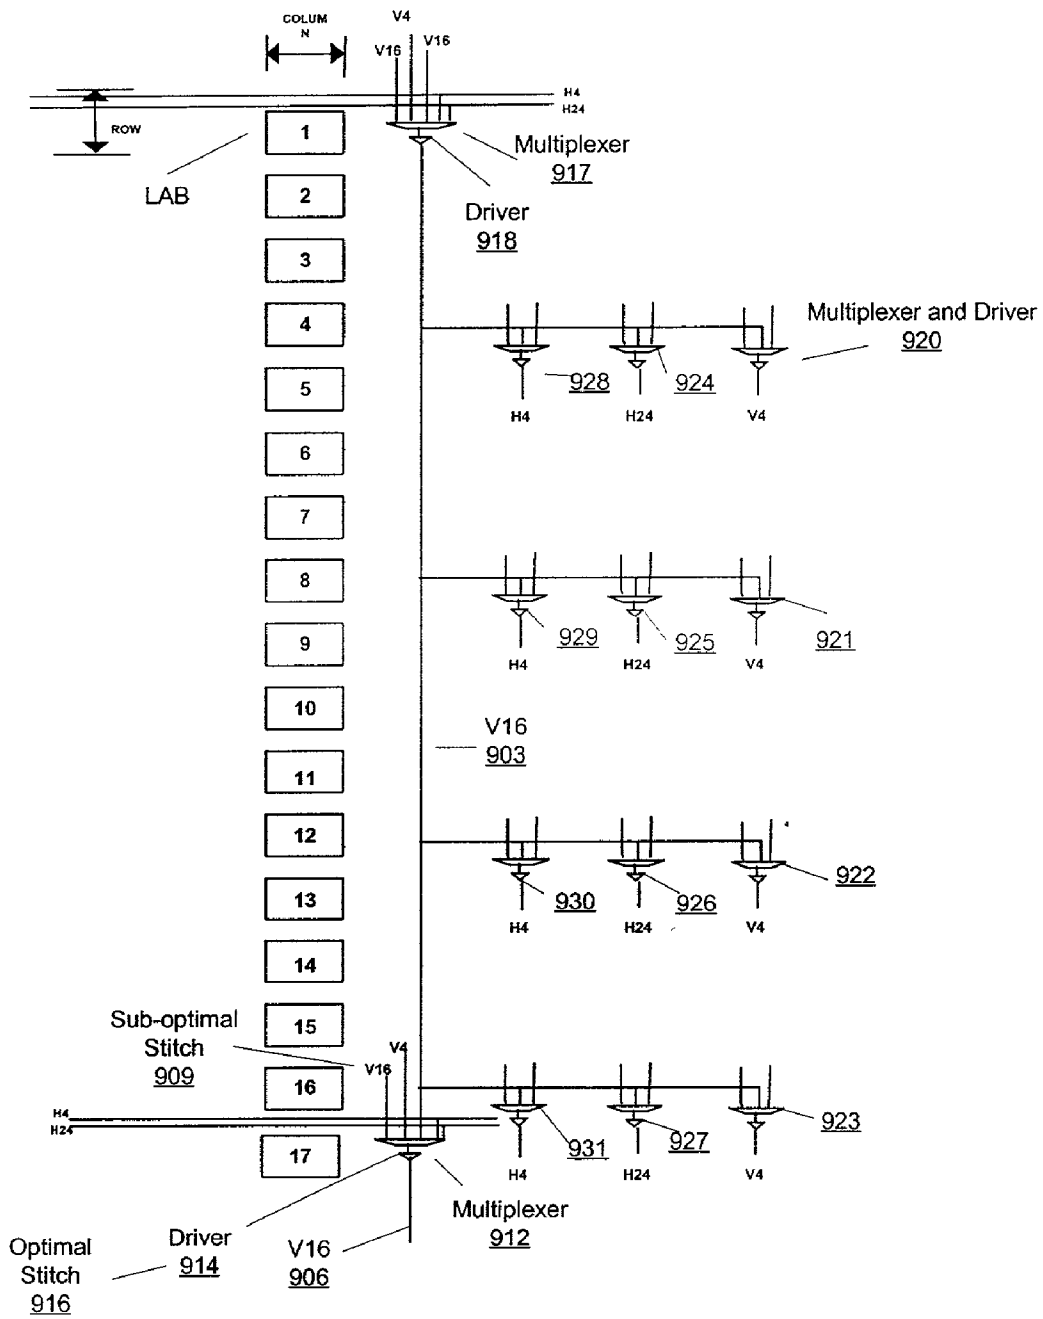 COLUM
N
V4
V16
V16
H4
H24
ROW
1
LAB
Multiplexer
917
2
Driver
918
3
4
Multiplexer and Driver
920
928
924
5
H4
H24
V4
6
7
8
929
925
921
9
H4
H24
V4
10
V16
903
11
12
922
930
926
13
H4
H24
V4
14
Sub-optimal
Stitch
909
15
V4
V16
16
H4
H24
923
931
927
17
H4
H24
V4
Multiplexer
912
Driver
914
V16
906
Optimal
Stitch
916